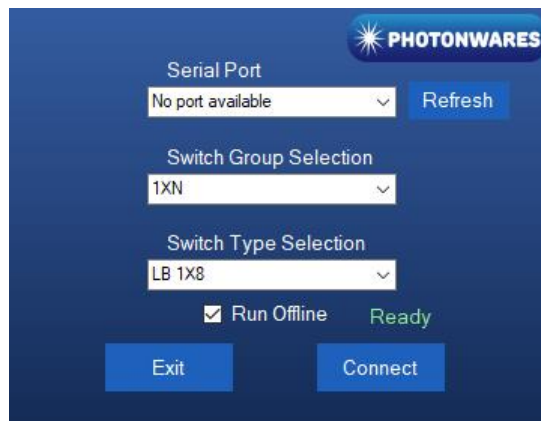 PHOTONWARES
Serial Port
No port available
Refresh
Switch Group Selection
1XN
Switch Type Selection
LB 1X8
Run Offline
Ready
Exit
Connect